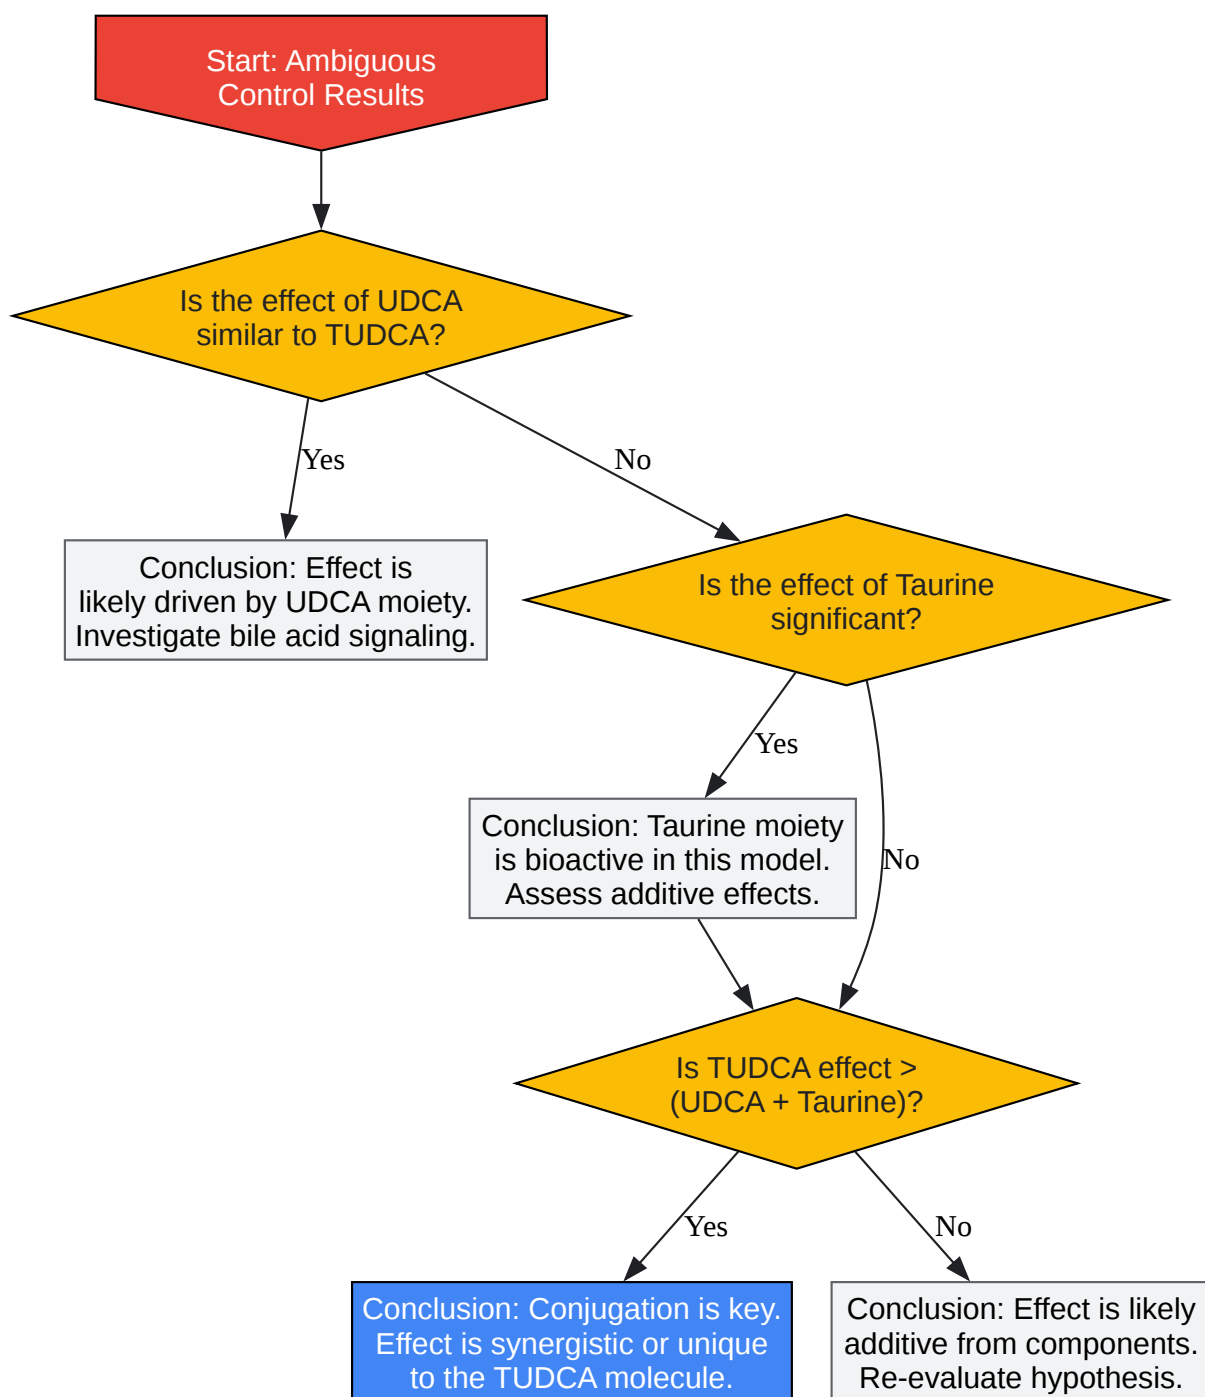 Start: Ambiguous
Control Results
Is the effect of UDCA
similar to TUDCA?
Yes
No
Conclusion: Effect is
likely driven by UDCA moiety.
Investigate bile acid signaling.
Is the effect of Taurine
significant?
Yes
No
Conclusion: Taurine moiety
is bioactive in this model.
Assess additive effects.
Is TUDCA effect >
(UDCA + Taurine)?
Yes
No
Conclusion: Conjugation is key.
Effect is synergistic or unique
to the TUDCA molecule.
Conclusion: Effect is likely
additive from components.
Re-evaluate hypothesis.